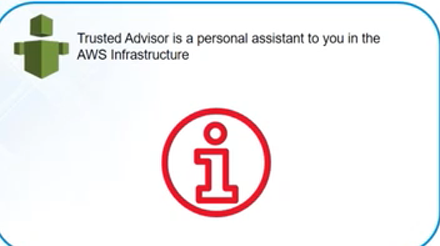 Trusted Advisor is a personal assistant to you in the
AWS Infrastructure